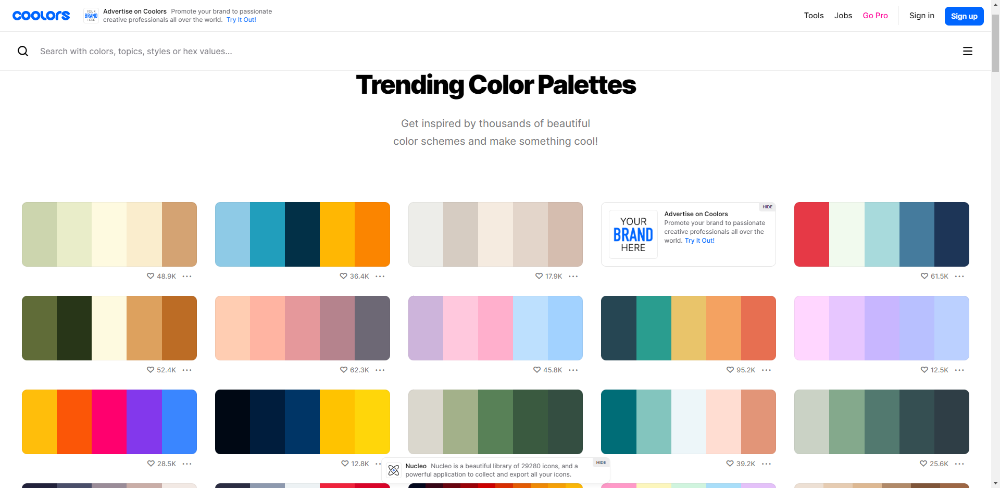 coolors
YOUR
BRAND
HERE
Advertise on Coolors Promote your brand to passionate
creative professionals all over the world. Try It Out!
Tools
Jobs
Go Pro
Sign in
Sign up
Search with colors, topics, styles or hex values...
Trending Color Palettes
Get inspired by thousands of beautiful
color schemes and make something cool!
HIDE
YOUR
BRAND
HERE
Advertise on Coolors
Promote your brand to passionate
creative professionals all over the
world. Try It Out!
48.9K
36.4K
17.9K
61.5K
52.4K
62.3K
45.8K
95.2K
12.5K
28.5K
12.8K
39.2K
25.6K
Nucleo Nucleo is a beautiful library of 29280 icons, and a
powerful application to collect and export all your icons.
HIDE